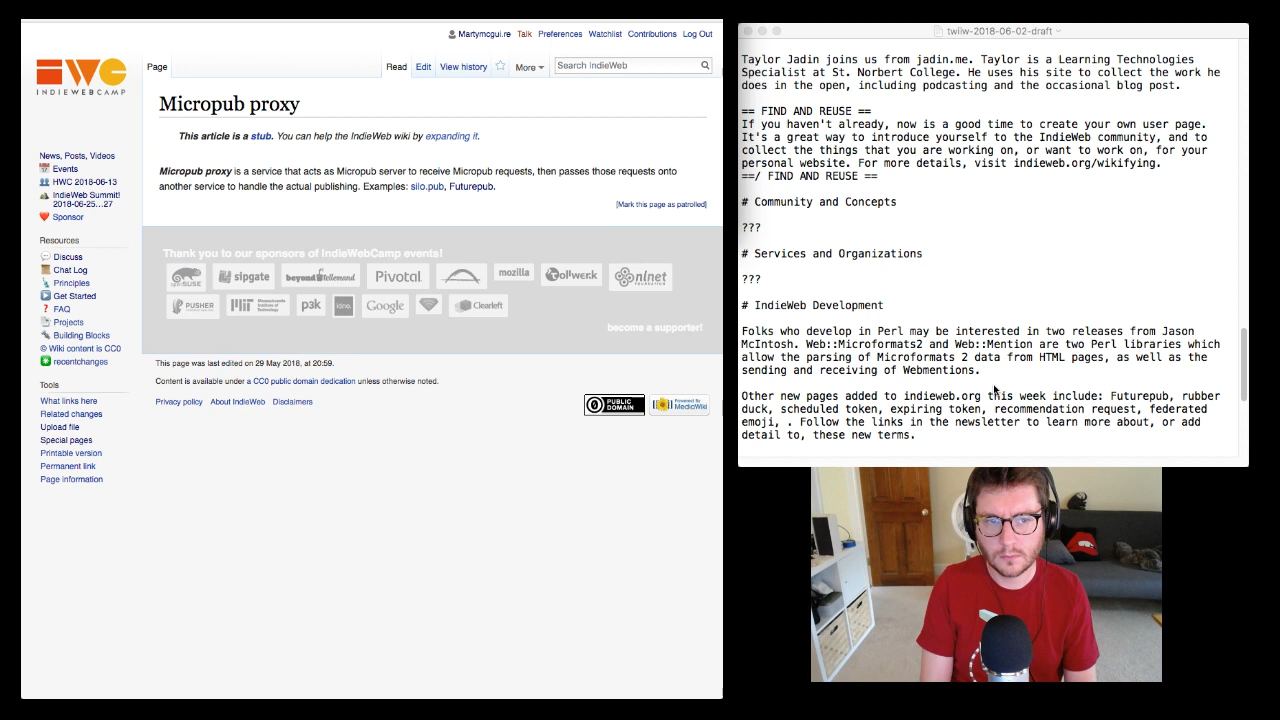 Martymcgui.re Talk Preferences Watchlist Contributions Log Out
Page
Read Edit View history More Search IndieWeb
INDIEWEBCAMP
Micropub proxy
This article is a stub. You can help the IndieWeb wiki by expanding it.
Micropub proxy is a service that acts as Micropub server to receive Micropub requests, then passes those requests onto
another service to handle the actual publishing. Examples: silo.pub, Futurepub.
[Mark this page as patrolled]
News, Posts, Videos
Events
HWC 2018-06-13
IndieWeb Summit!
2018-06-25...27
Sponsor
Resources
Discuss
Chat Log
Principles
Get Started
FAQ
Projects
Building Blocks
© Wiki content is CC0
recentchanges
Tools
What links here
Related changes
Upload file
Special pages
Printable version
Permanent link
Page information
Thank you to our sponsors of IndieWebCamp events!
sipgate beyond tellerrand Pivotal mozilla nlnet
PUSHER p3k Google Clearleft
become a supporter!
This page was last edited on 29 May 2018, at 20:59.
Content is available under a CC0 public domain dedication unless otherwise noted.
Privacy policy About IndieWeb Disclaimers
PUBLIC DOMAIN
Powered By MediaWiki
twiiw-2018-06-02-draft
Taylor Jadin joins us from jadin.me. Taylor is a Learning Technologies
Specialist at St. Norbert College. He uses his site to collect the work he
does in the open, including podcasting and the occasional blog post.
== FIND AND REUSE ==
If you haven't already, now is a good time to create your own user page.
It's a great way to introduce yourself to the IndieWeb community, and to
collect the things that you are working on, or want to work on, for your
personal website. For more details, visit indieweb.org/wikifying.
==/ FIND AND REUSE ==
# Community and Concepts
???
# Services and Organizations
???
# IndieWeb Development
Folks who develop in Perl may be interested in two releases from Jason
McIntosh. Web::Microformats2 and Web::Mention are two Perl libraries which
allow the parsing of Microformats 2 data from HTML pages, as well as the
sending and receiving of Webmentions.
Other new pages added to indieweb.org this week include: Futurepub, rubber
duck, scheduled token, expiring token, recommendation request, federated
emoji, . Follow the links in the newsletter to learn more about, or add
detail to, these new terms.